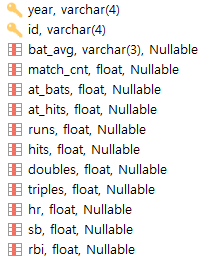 year, varchar(4)
id, varchar(4)
bat_avg, varchar(3), Nullable
match_cnt, float, Nullable
at_bats, float, Nullable
at_hits, float, Nullable
runs, float, Nullable
hits, float, Nullable
doubles, float, Nullable
triples, float, Nullable
hr, float, Nullable
sb, float, Nullable
rbi, float, Nullable